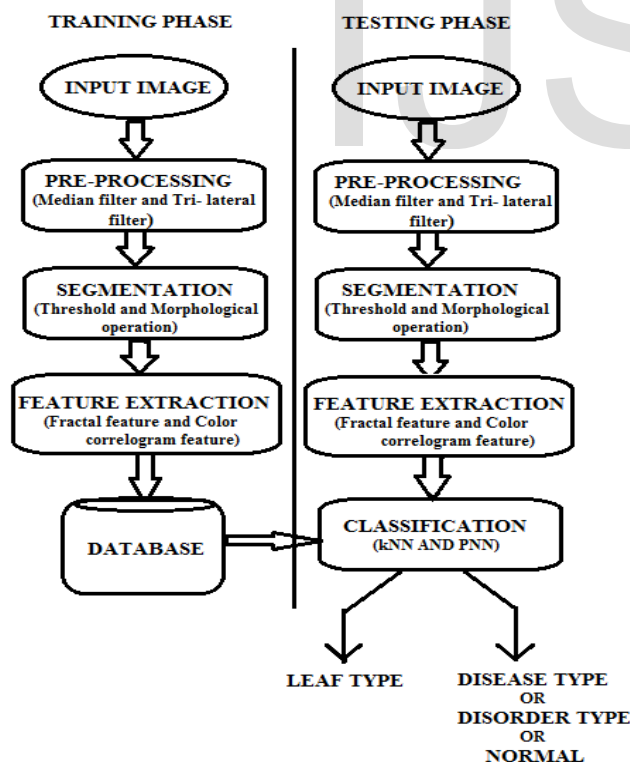 TRAINING PHASE
INPUT IMAGE
PRE-PROCESSING
(Median filter and Tri- lateral
filter)
SEGMENTATION
(Threshold and Morphological
operation)
FEATURE EXTRACTION
(Fractal feature and Color
correlogram feature)
DATABASE
TESTING PHASE
INPUT IMAGE
PRE-PROCESSING
(Median filter and Tri- lateral
filter)
SEGMENTATION
(Threshold and Morphological
operation)
FEATURE EXTRACTION
(Fractal feature and Color
correlogram feature)
CLASSIFICATION
(kNN AND PNN)
LEAF TYPE
DISEASE TYPE
OR
DISORDER TYPE
OR
NORMAL